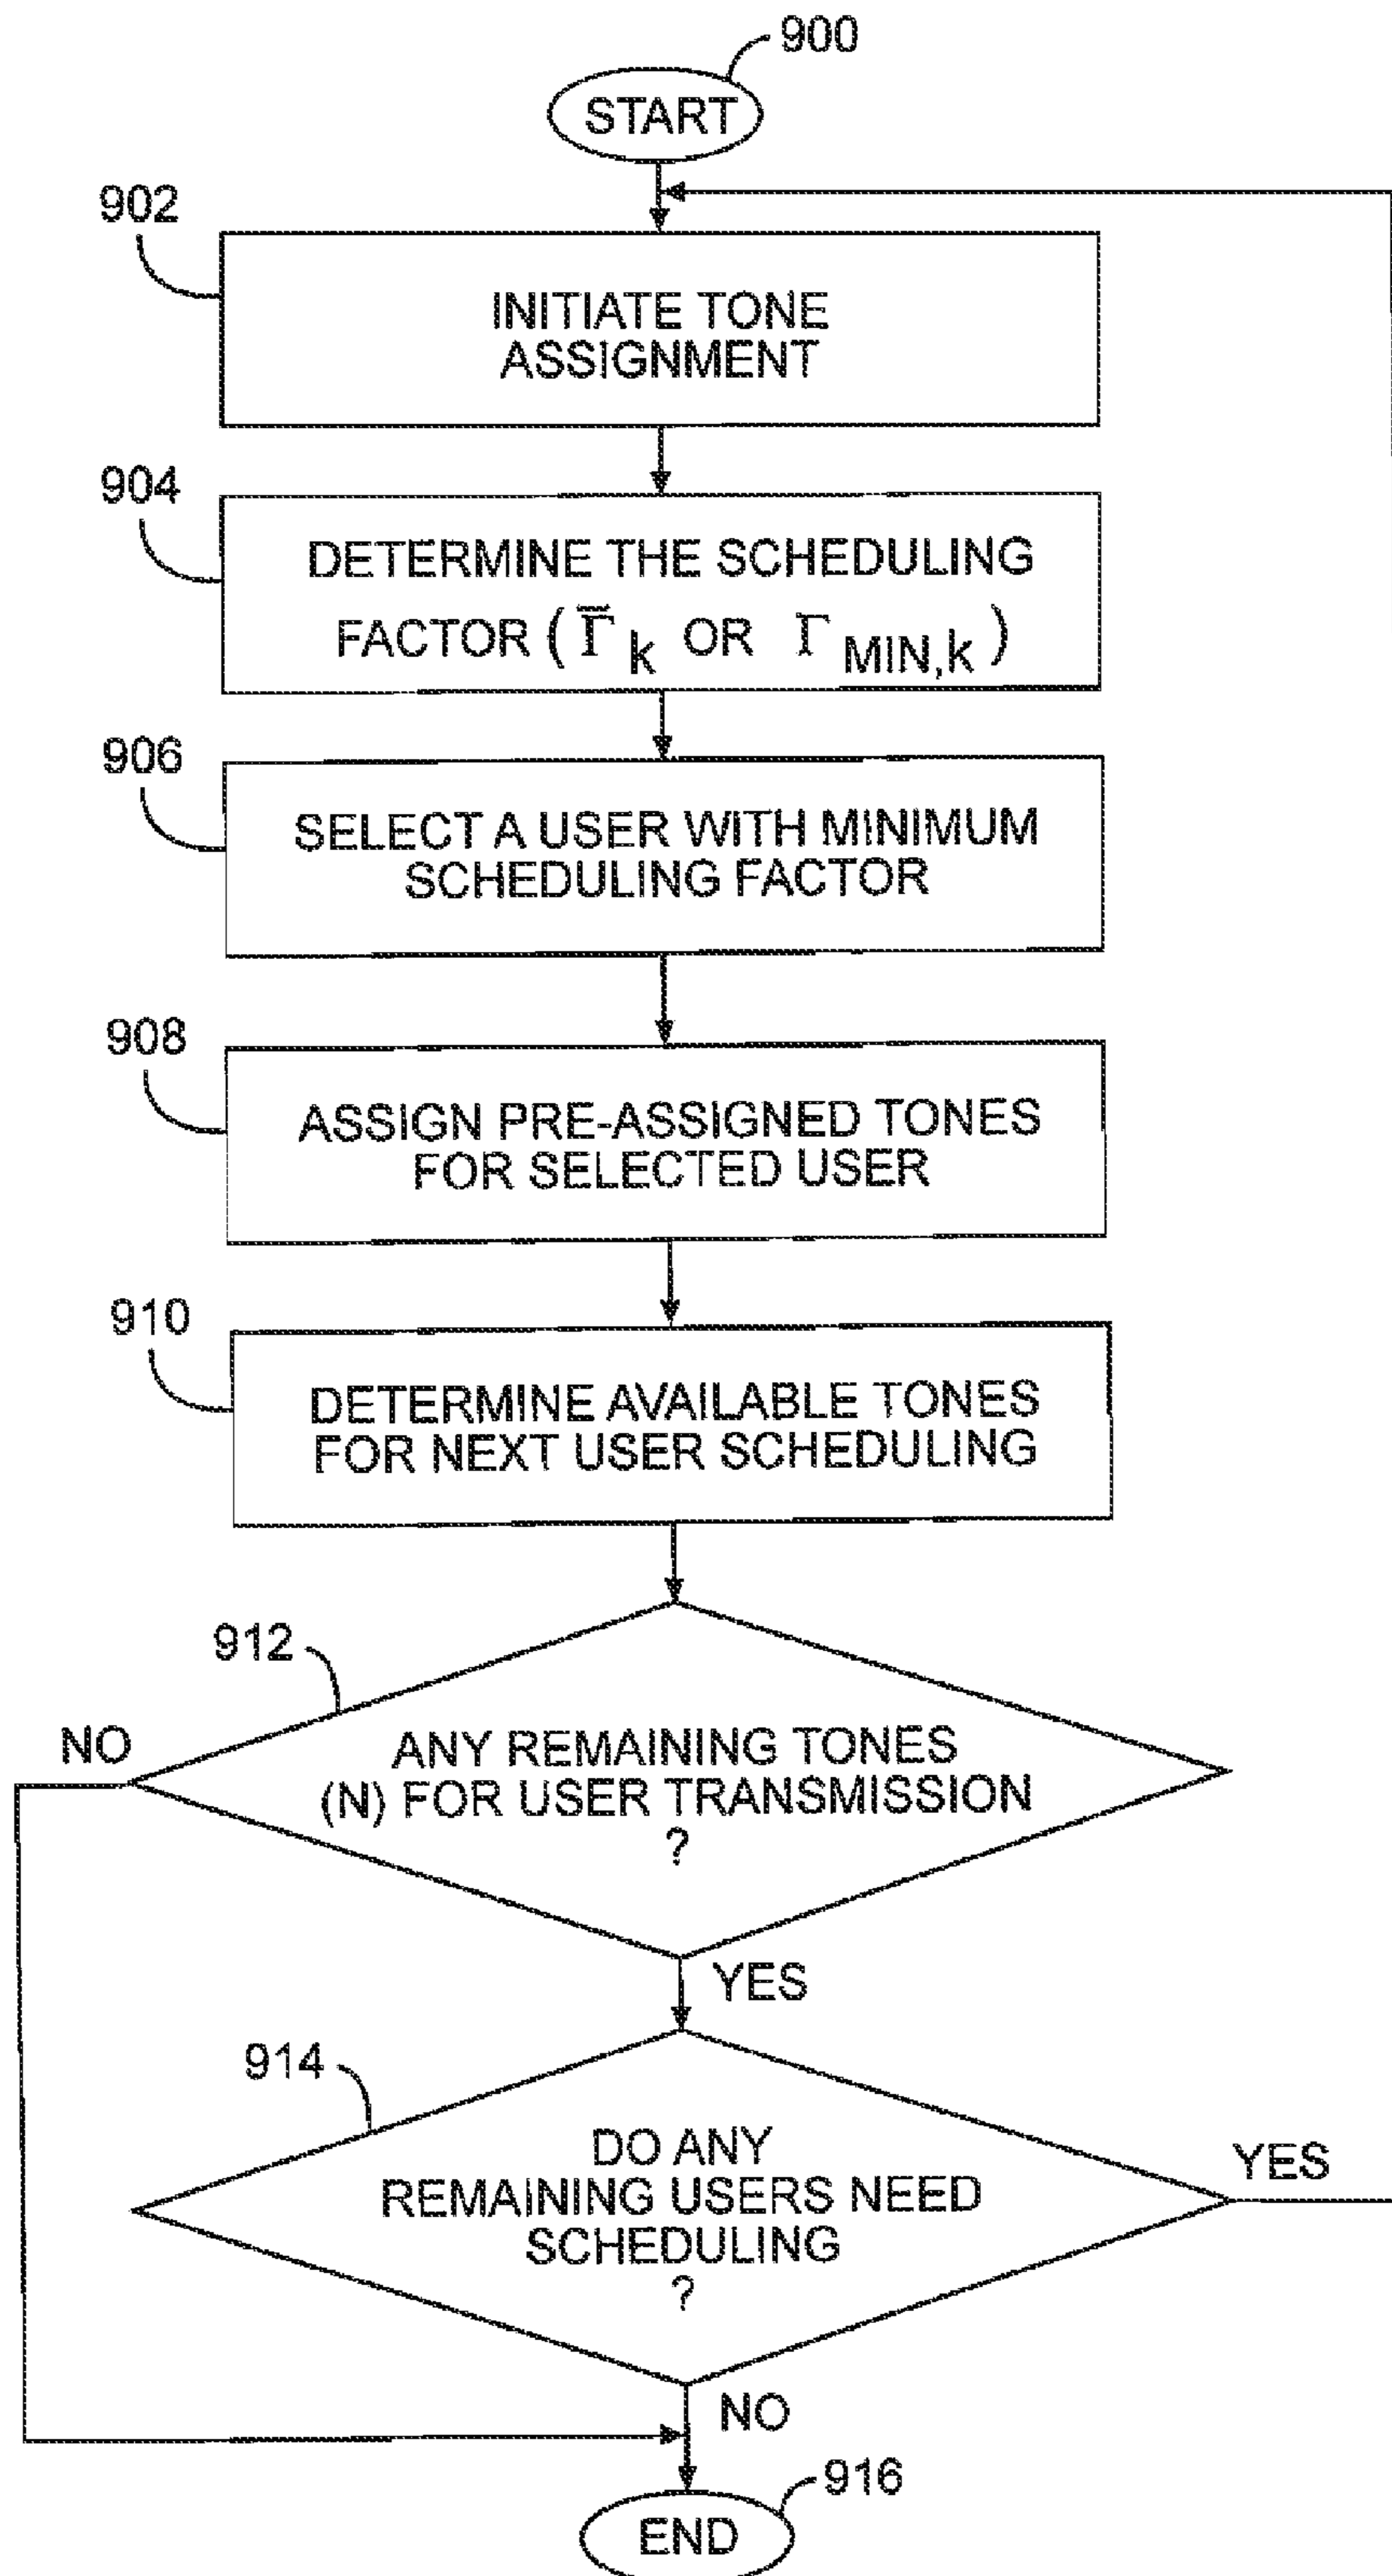 900
START
902
INITIATE TONE
ASSIGNMENT
904
DETERMINE THE SCHEDULING
FACTOR ( Γ̄ k OR Γ MIN,k )
906
SELECT A USER WITH MINIMUM
SCHEDULING FACTOR
908
ASSIGN PRE-ASSIGNED TONES
FOR SELECTED USER
910
DETERMINE AVAILABLE TONES
FOR NEXT USER SCHEDULING
912
NO
ANY REMAINING TONES
(N) FOR USER TRANSMISSION
?
YES
914
DO ANY
REMAINING USERS NEED
SCHEDULING
?
YES
NO
916
END